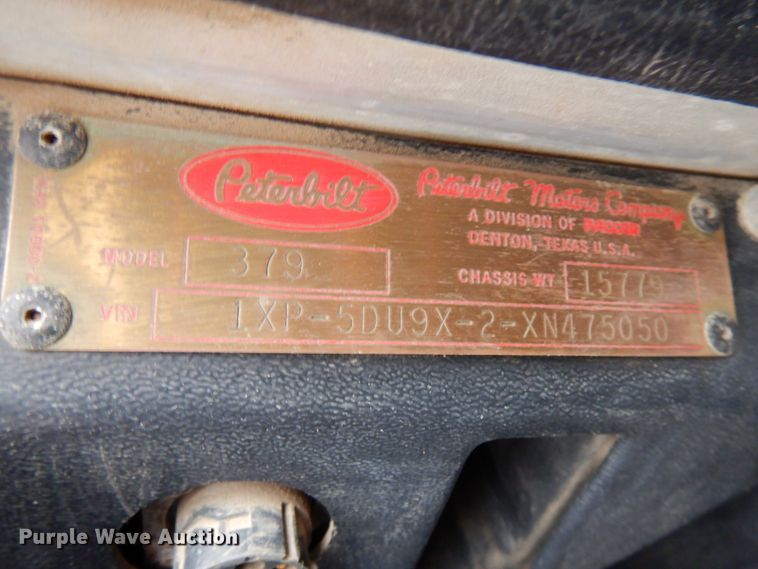 Peterbilt
Peterbilt Motors Company
A DIVISION OF PACCAR
DENTON, TEXAS U.S.A.
MODEL 379
CHASSIS WT 15779
VIN 1XP-5DU9X-2-XN475050
Purple Wave Auction